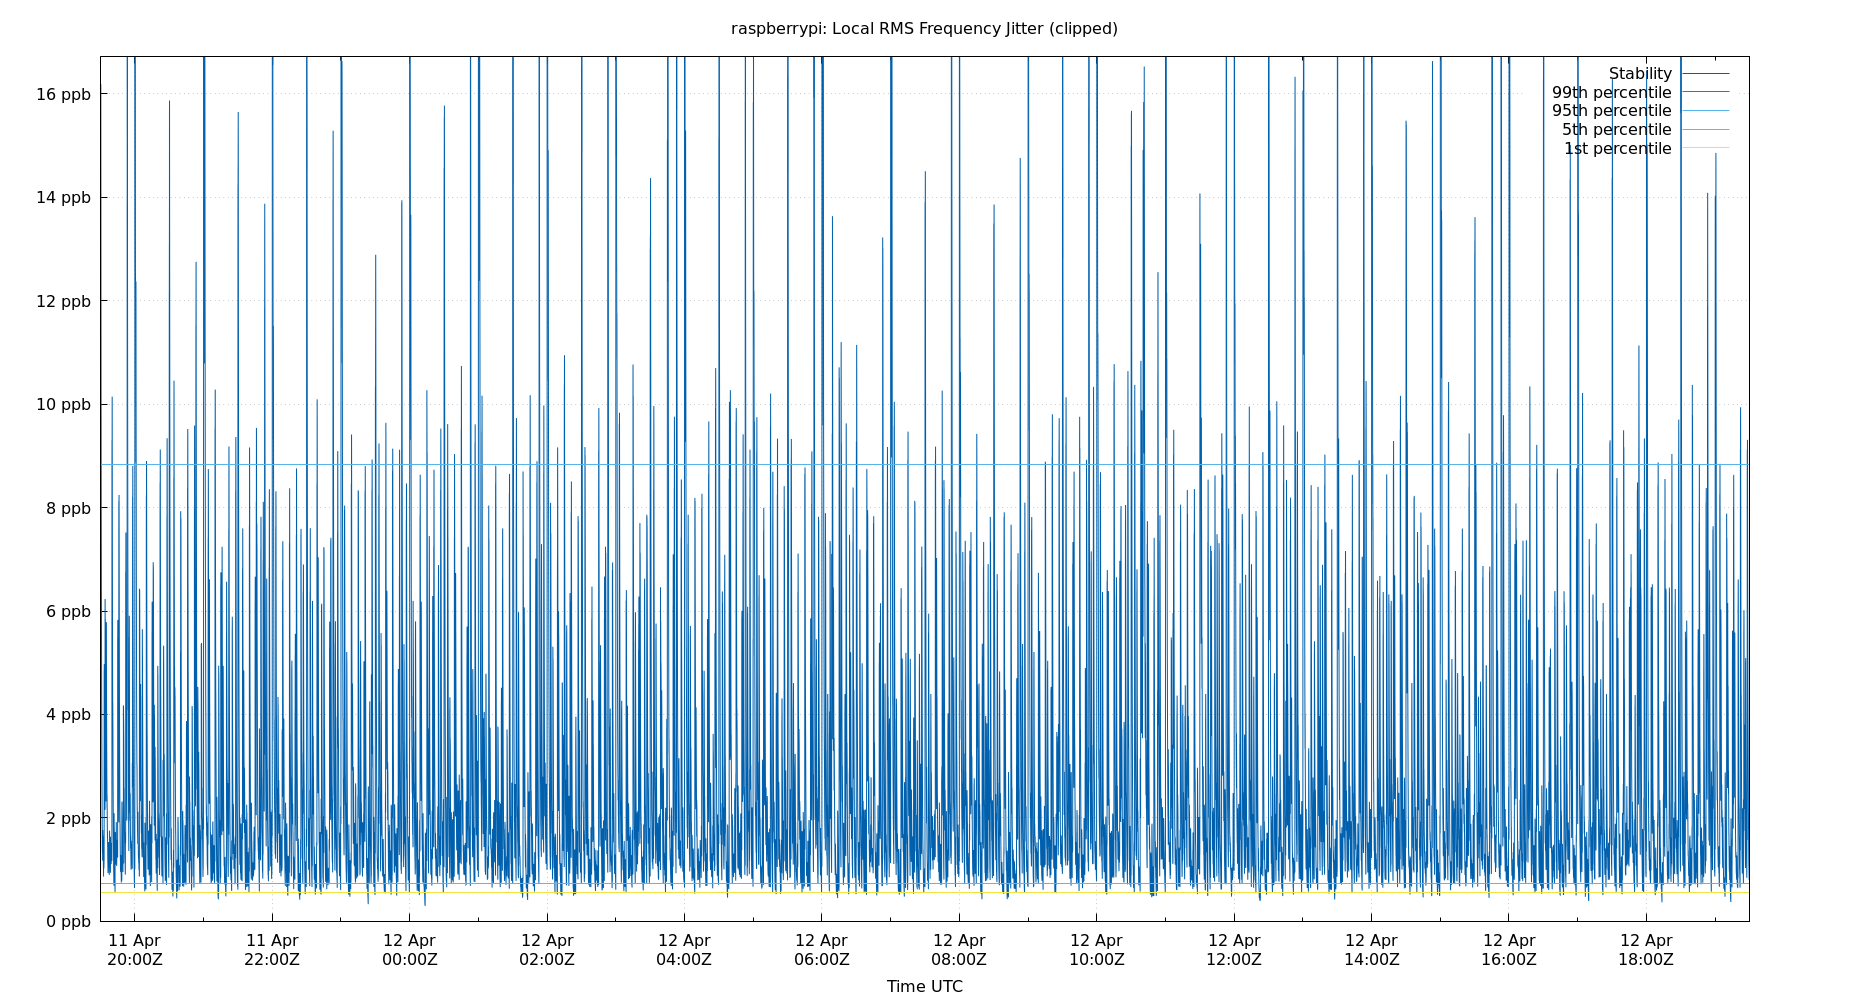 raspberrypi: Local RMS Frequency Jitter (clipped)
Stability
99th percentile
95th percentile
5th percentile
1st percentile
16 ppb
14 ppb
12 ppb
10 ppb
8 ppb
6 ppb
4 ppb
2 ppb
0 ppb
11 Apr 11 Apr 12 Apr 12 Apr 12 Apr 12 Apr 12 Apr 12 Apr 12 Apr 12 Apr 12 Apr 12 Apr
20:00Z 22:00Z 00:00Z 02:00Z 04:00Z 06:00Z 08:00Z 10:00Z 12:00Z 14:00Z 16:00Z 18:00Z
Time UTC